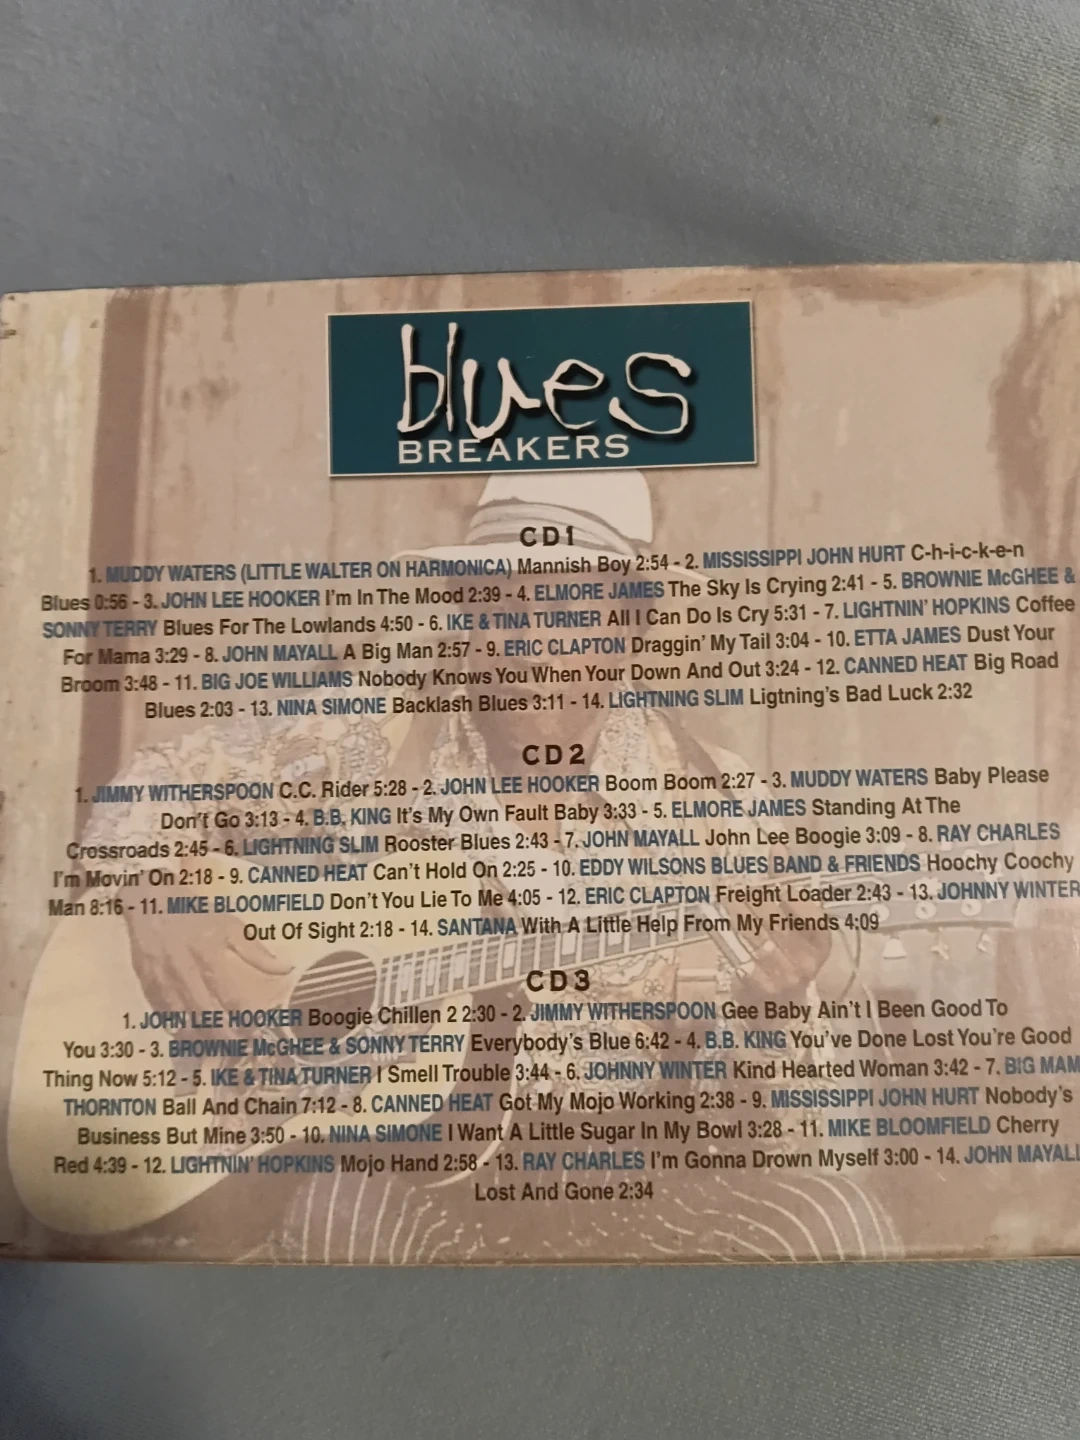 blues
BREAKERS
CD1
1. MUDDY WATERS (LITTLE WALTER ON HARMONICA) Mannish Boy 2:54 - 2. MISSISSIPPI JOHN HURT C-h-i-c-k-e-n
Blues 0:56 - 3. JOHN LEE HOOKER I'm In The Mood 2:39 - 4. ELMORE JAMES The Sky Is Crying 2:41 - 5. BROWNIE McGHEE &
SONNY TERRY Blues For The Lowlands 4:50 - 6. IKE & TINA TURNER All I Can Do Is Cry 5:31 - 7. LIGHTNIN' HOPKINS Coffee
For Mama 3:29 - 8. JOHN MAYALL A Big Man 2:57 - 9. ERIC CLAPTON Draggin' My Tail 3:04 - 10. ETTA JAMES Dust Your
Broom 3:48 - 11. BIG JOE WILLIAMS Nobody Knows You When Your Down And Out 3:24 - 12. CANNED HEAT Big Road
Blues 2:03 - 13. NINA SIMONE Backlash Blues 3:11 - 14. LIGHTNING SLIM Ligtning's Bad Luck 2:32
CD2
1. JIMMY WITHERSPOON C.C. Rider 5:28 - 2. JOHN LEE HOOKER Boom Boom 2:27 - 3. MUDDY WATERS Baby Please
Don't Go 3:13 - 4. B.B. KING It's My Own Fault Baby 3:33 - 5. ELMORE JAMES Standing At The
Crossroads 2:45 - 6. LIGHTNING SLIM Rooster Blues 2:43 - 7. JOHN MAYALL John Lee Boogie 3:09 - 8. RAY CHARLES
I'm Movin' On 2:18 - 9. CANNED HEAT Can't Hold On 2:25 - 10. EDDY WILSONS BLUES BAND & FRIENDS Hoochy Coochy
Man 8:16 - 11. MIKE BLOOMFIELD Don't You Lie To Me 4:05 - 12. ERIC CLAPTON Freight Loader 2:43 - 13. JOHNNY WINTER
Out Of Sight 2:18 - 14. SANTANA With A Little Help From My Friends 4:09
CD3
1. JOHN LEE HOOKER Boogie Chillen 2 2:30 - 2. JIMMY WITHERSPOON Gee Baby Ain't I Been Good To
You 3:30 - 3. BROWNIE McGHEE & SONNY TERRY Everybody's Blue 6:42 - 4. B.B. KING You've Done Lost You're Good
Thing Now 5:12 - 5. IKE & TINA TURNER I Smell Trouble 3:44 - 6. JOHNNY WINTER Kind Hearted Woman 3:42 - 7. BIG MAM
THORNTON Ball And Chain 7:12 - 8. CANNED HEAT Got My Mojo Working 2:38 - 9. MISSISSIPPI JOHN HURT Nobody's
Business But Mine 3:50 - 10. NINA SIMONE I Want A Little Sugar In My Bowl 3:28 - 11. MIKE BLOOMFIELD Cherry
Red 4:39 - 12. LIGHTNIN' HOPKINS Mojo Hand 2:58 - 13. RAY CHARLES I'm Gonna Drown Myself 3:00 - 14. JOHN MAYALL
Lost And Gone 2:34